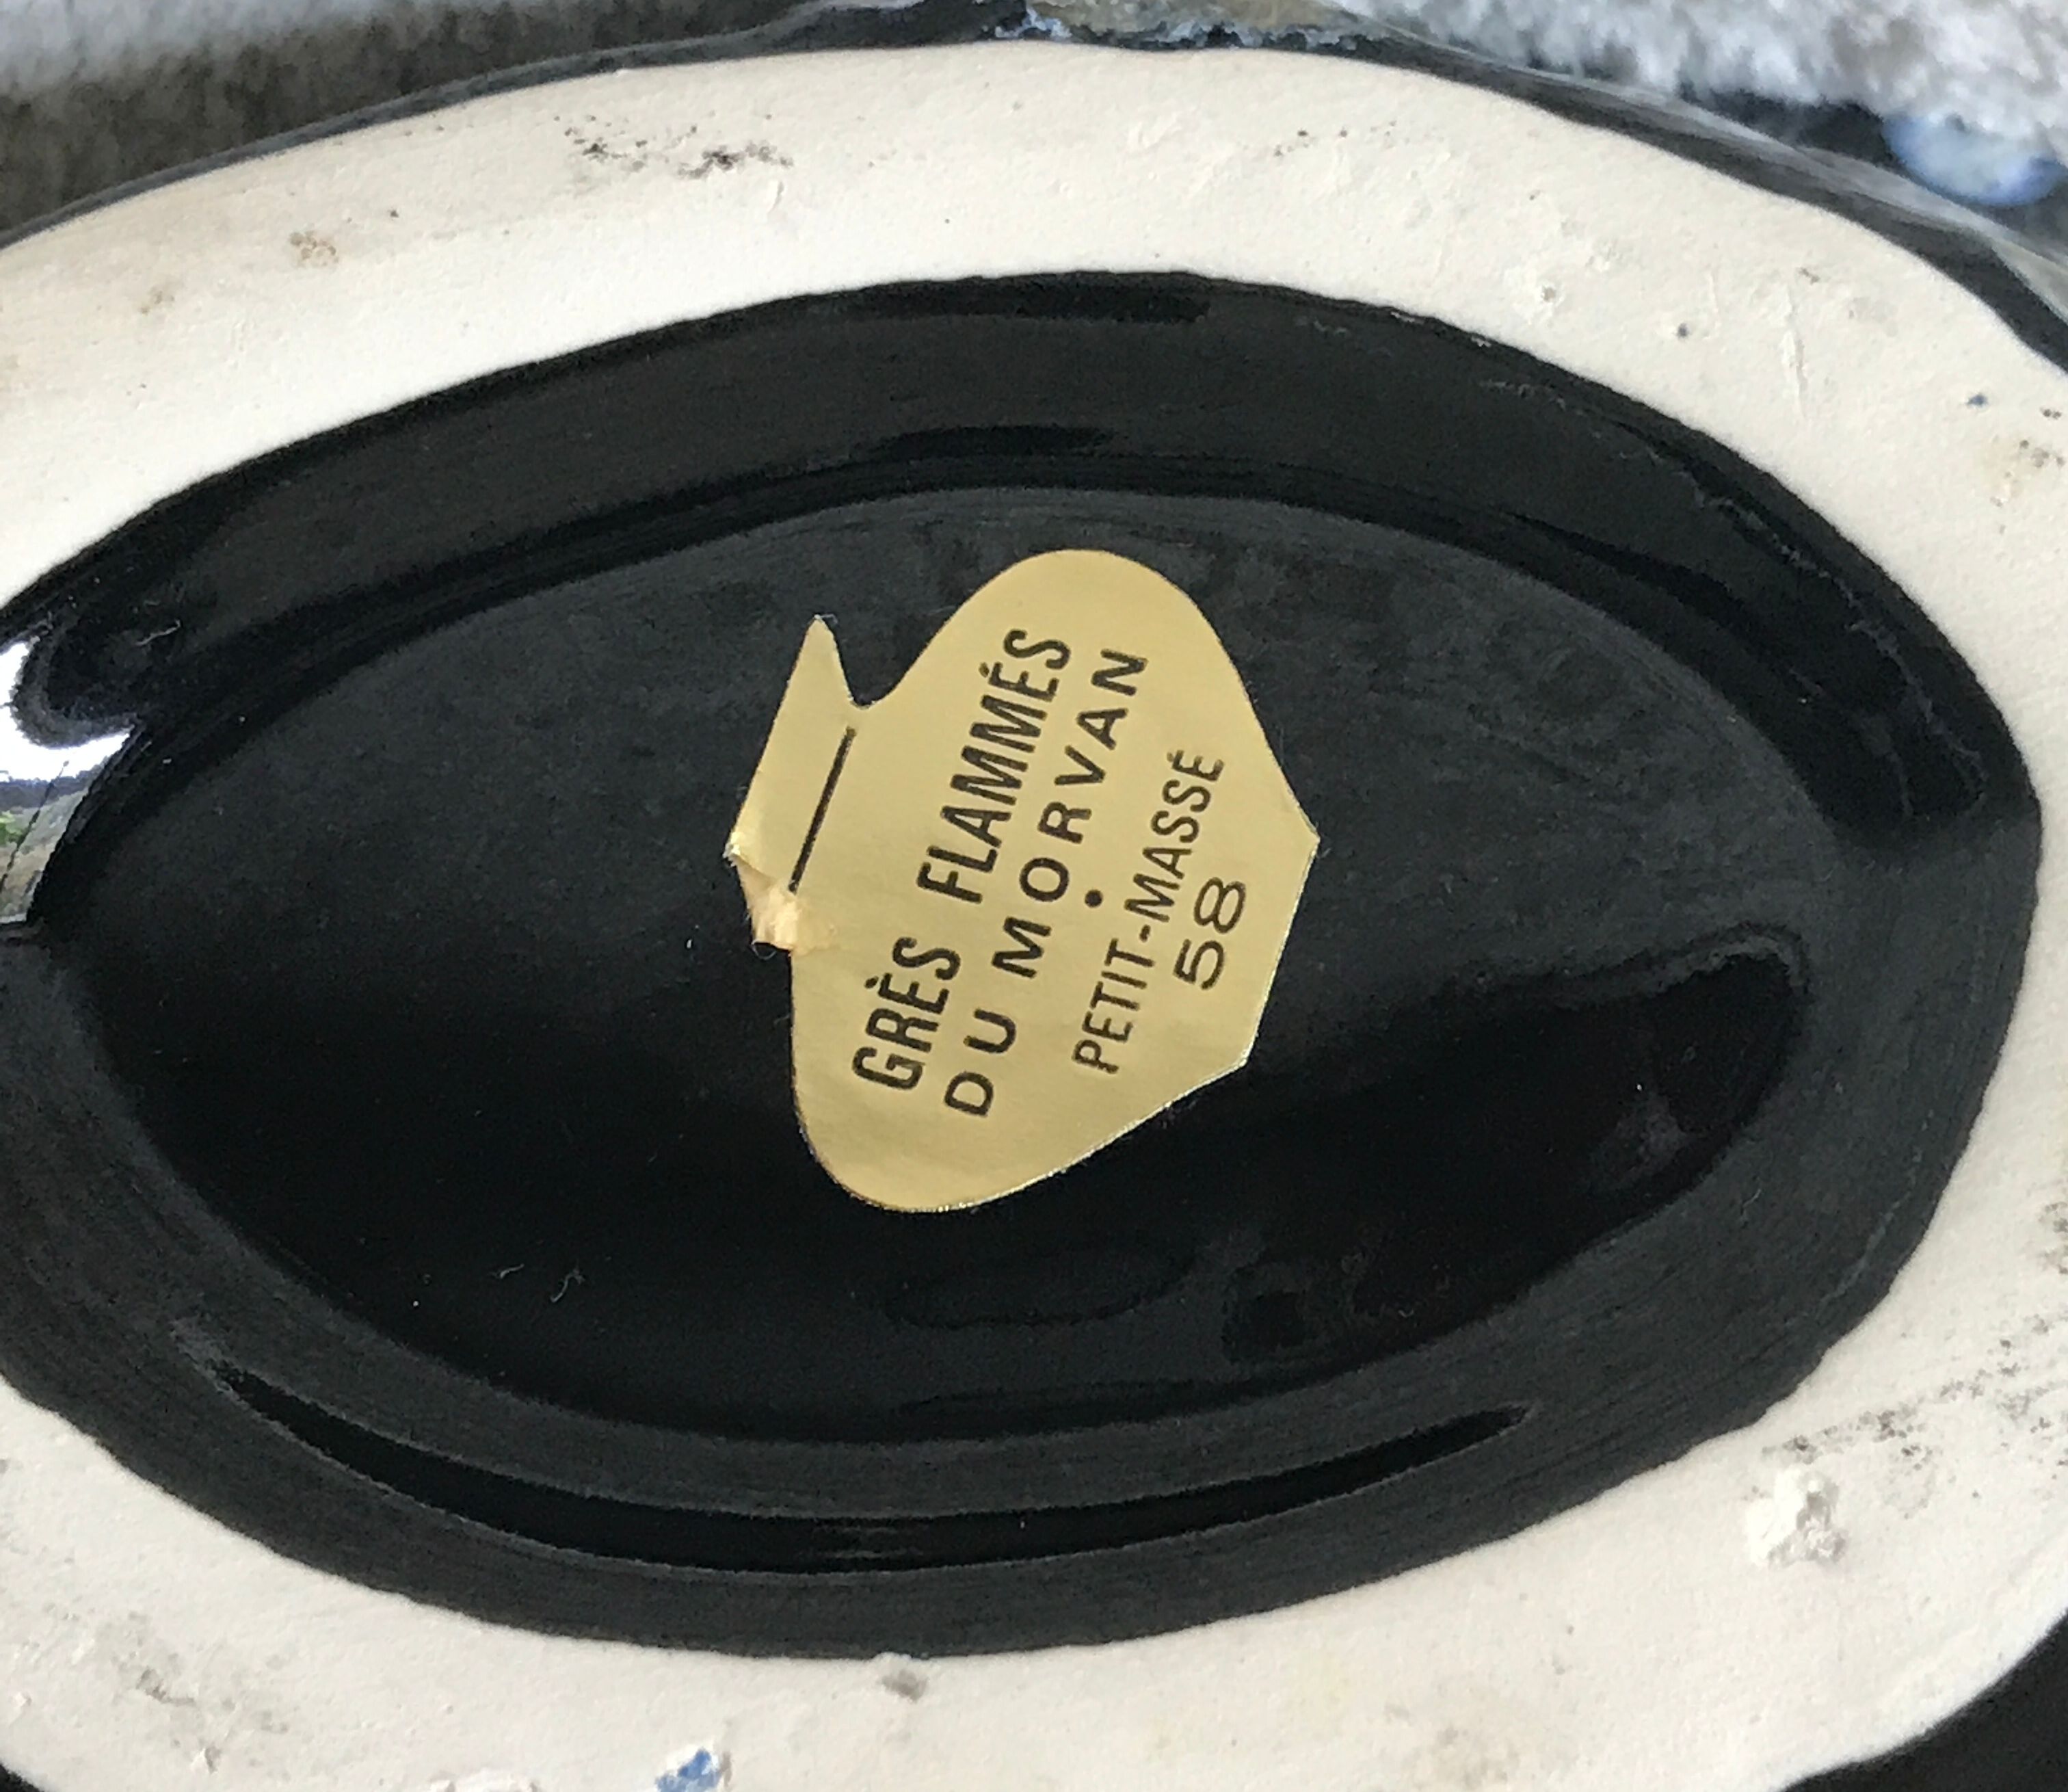 GRÈS FLAMMÉS
DU MORVAN
•
PETIT-MASSÉ
58